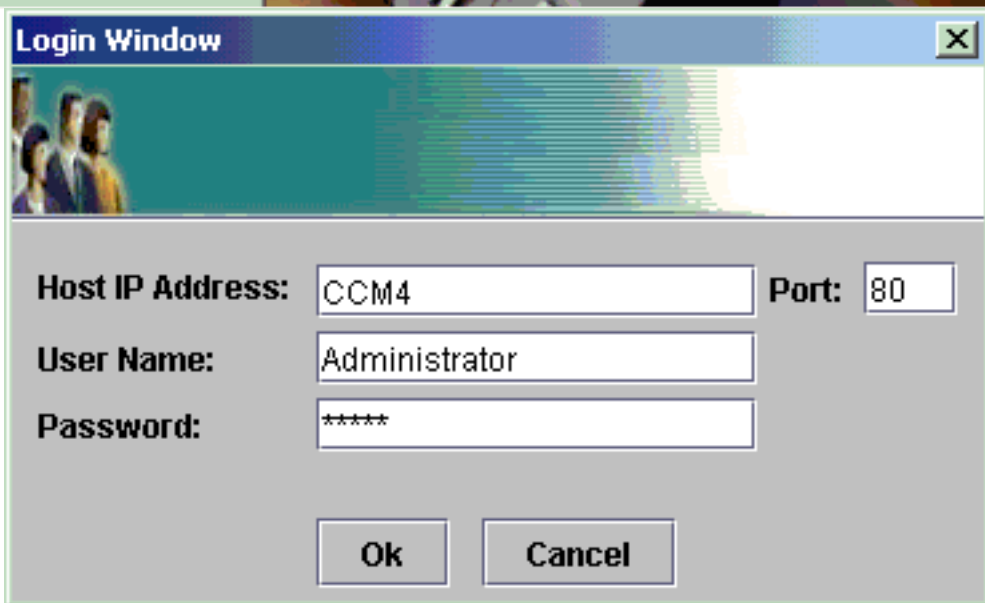 Login Window
Host IP Address: CCM4 Port: 80
User Name: Administrator
Password: *****
Ok Cancel